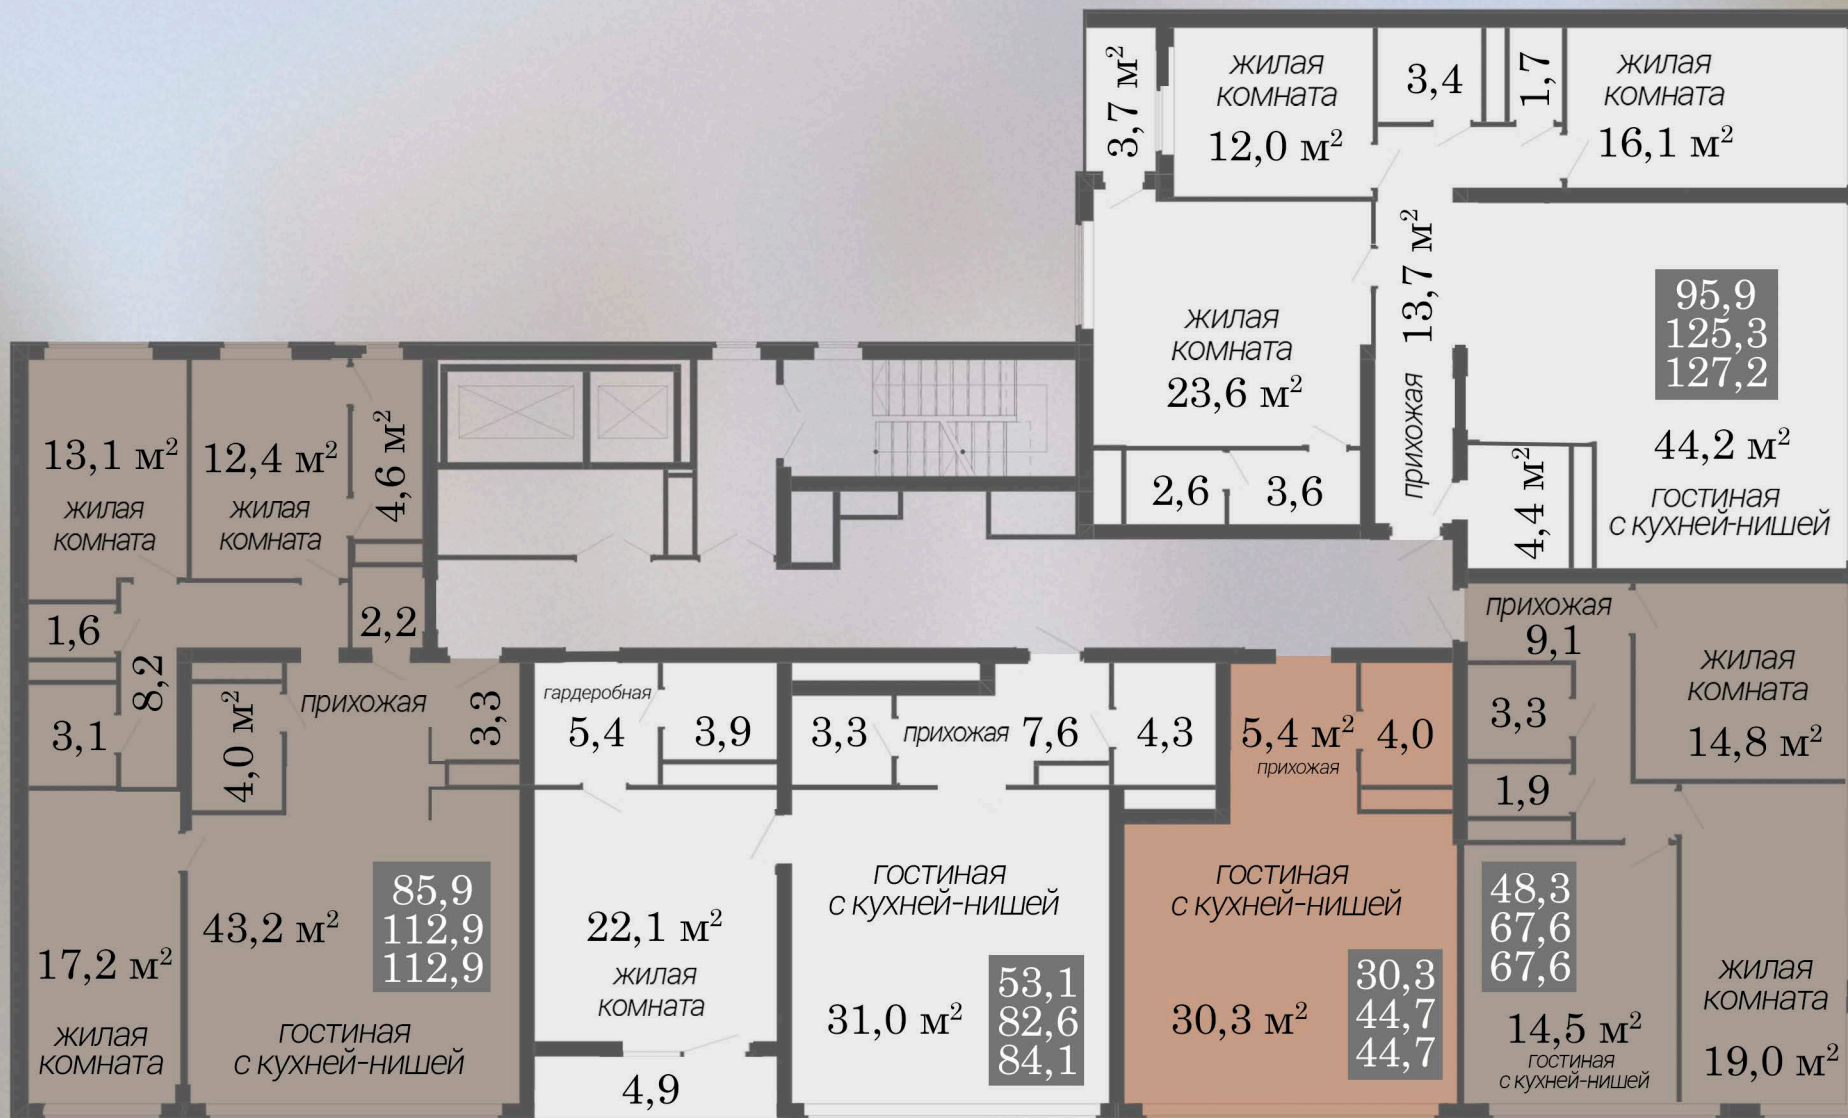 3,7 м²
жилая
комната
12,0 м²
3,4
1,7
жилая
комната
16,1 м²
13,7 м²
прихожая
жилая
комната
23,6 м²
2,6
3,6
95,9
125,3
127,2
44,2 м²
гостиная
с кухней-нишей
4,4 м²
13,1 м²
жилая
комната
12,4 м²
жилая
комната
4,6 м²
1,6
2,2
8,2
3,1
4,0 м²
прихожая
3,3
17,2 м²
жилая
комната
43,2 м²
85,9
112,9
112,9
гостиная
с кухней-нишей
гардеробная
5,4
3,9
22,1 м²
жилая
комната
4,9
3,3
прихожая
7,6
4,3
гостиная
с кухней-нишей
31,0 м²
53,1
82,6
84,1
5,4 м²
прихожая
4,0
гостиная
с кухней-нишей
30,3 м²
30,3
44,7
44,7
прихожая
9,1
3,3
1,9
жилая
комната
14,8 м²
48,3
67,6
67,6
14,5 м²
гостиная
с кухней-нишей
жилая
комната
19,0 м²